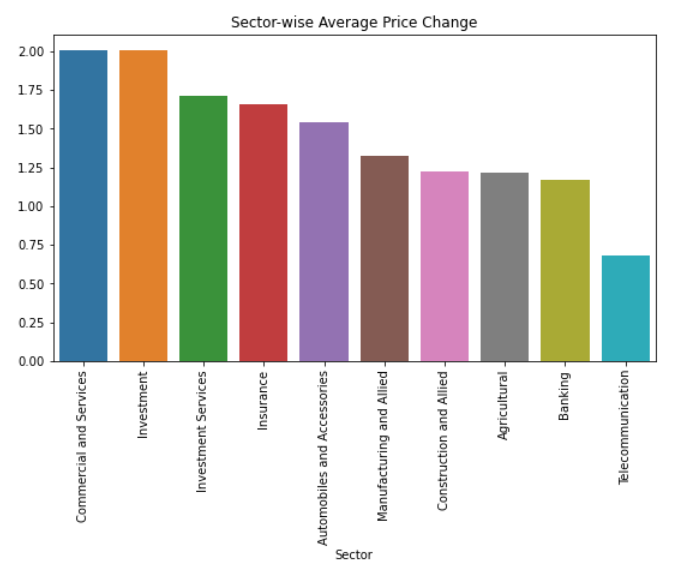 Sector-wise Average Price Change
2.00
1.75
1.50
1.25
1.00
0.75
0.50
0.25
0.00
Commercial and Services
Investment
Investment Services
Insurance
Automobiles and Accessories
Manufacturing and Allied
Construction and Allied
Agricultural
Banking
Telecommunication
Sector